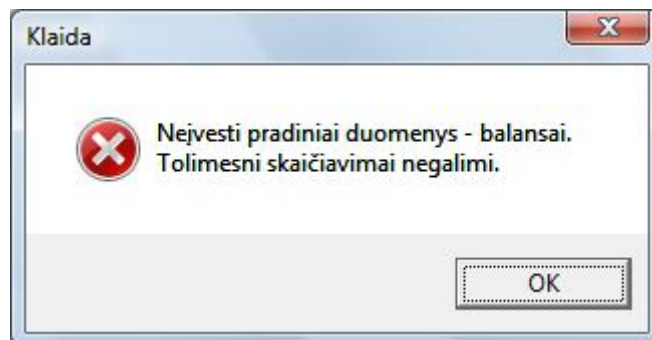 Klaida
Neįvesti pradiniai duomenys - balansai.
Tolimesni skaičiavimai negalimi.
OK